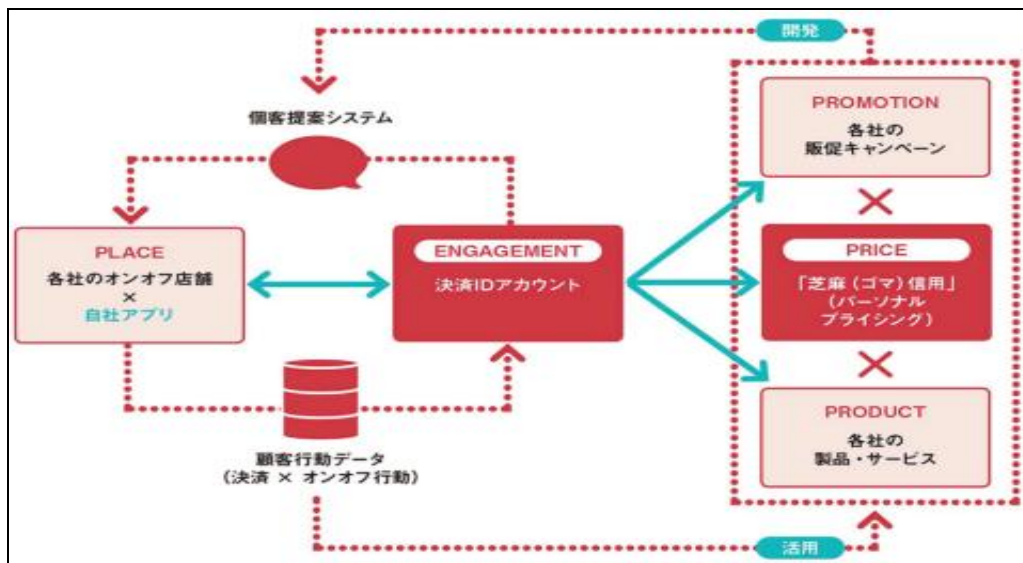 開発
個客提案システム
PROMOTION
各社の
販促キャンペーン
PLACE
各社のオンオフ店舗
×
自社アプリ
ENGAGEMENT
決済IDアカウント
PRICE
「芝麻(ゴマ)信用」
(パーソナル
プライシング)
PRODUCT
各社の
製品・サービス
顧客行動データ
(決済 × オンオフ行動)
活用